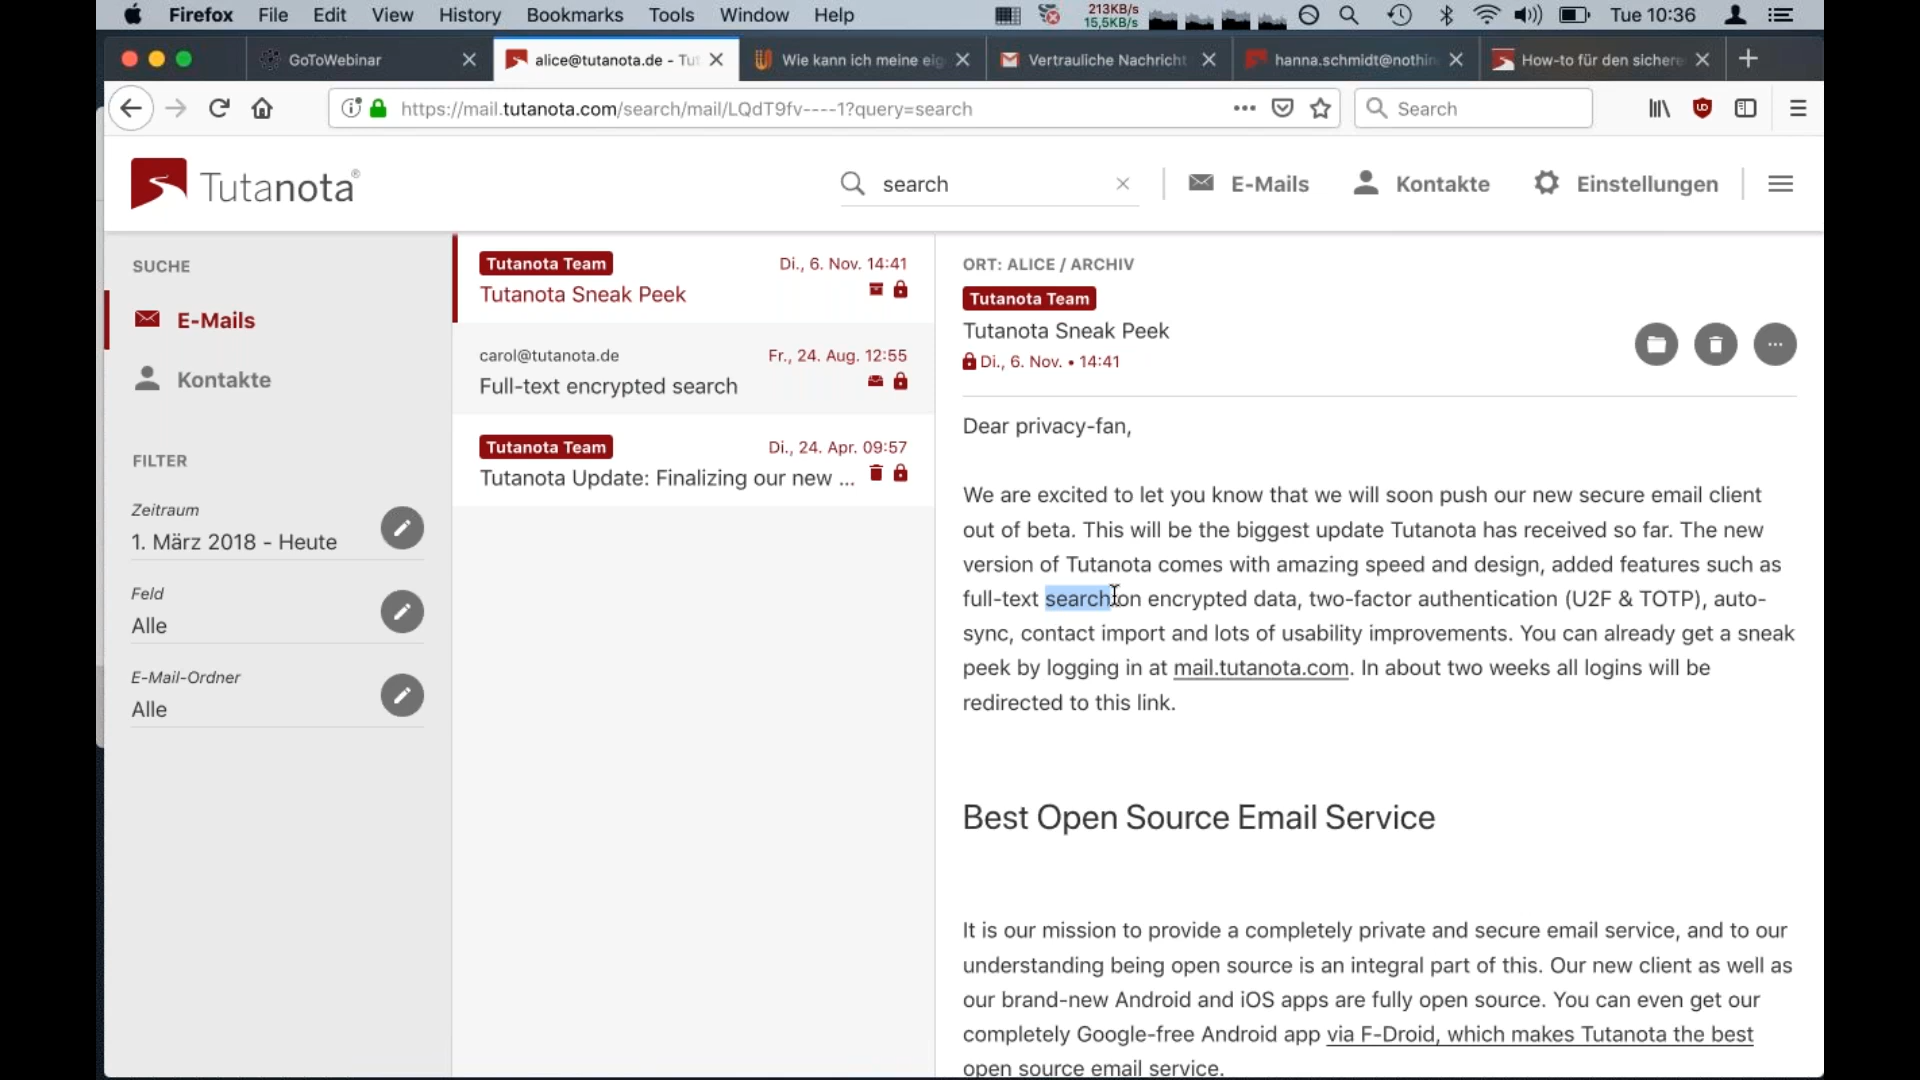 Firefox File Edit View History Bookmarks Tools Window Help 213KB/s 15,5KB/s Tue 10:36
GoToWebinar alice@tutanota.de - Tut Wie kann ich meine eig Vertrauliche Nachricht hanna.schmidt@nothin How-to für den sichere
https://mail.tutanota.com/search/mail/LQdT9fv----1?query=search Search
Tutanota® search E-Mails Kontakte Einstellungen
SUCHE
E-Mails
Kontakte
FILTER
Zeitraum
1. März 2018 - Heute
Feld
Alle
E-Mail-Ordner
Alle
Tutanota Team Di., 6. Nov. 14:41
Tutanota Sneak Peek
carol@tutanota.de Fr., 24. Aug. 12:55
Full-text encrypted search
Tutanota Team Di., 24. Apr. 09:57
Tutanota Update: Finalizing our new ...
ORT: ALICE / ARCHIV
Tutanota Team
Tutanota Sneak Peek
Di., 6. Nov. • 14:41
Dear privacy-fan,
We are excited to let you know that we will soon push our new secure email client
out of beta. This will be the biggest update Tutanota has received so far. The new
version of Tutanota comes with amazing speed and design, added features such as
full-text search on encrypted data, two-factor authentication (U2F & TOTP), auto-
sync, contact import and lots of usability improvements. You can already get a sneak
peek by logging in at mail.tutanota.com. In about two weeks all logins will be
redirected to this link.
Best Open Source Email Service
It is our mission to provide a completely private and secure email service, and to our
understanding being open source is an integral part of this. Our new client as well as
our brand-new Android and iOS apps are fully open source. You can even get our
completely Google-free Android app via F-Droid, which makes Tutanota the best
open source email service.